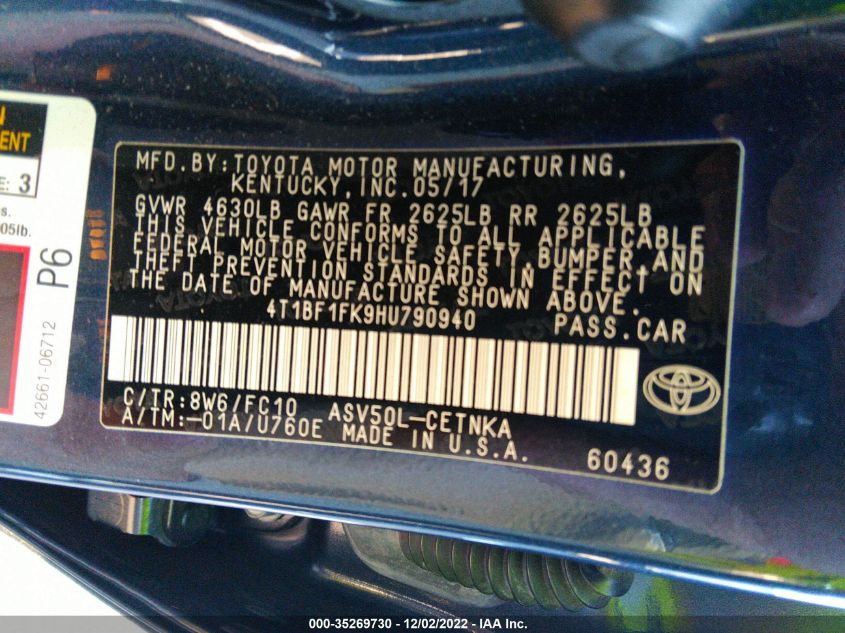 N
ENT
E: 3
s.
05lb.
P6
42661-06712
MFD.BY:TOYOTA MOTOR MANUFACTURING,
KENTUCKY, INC.05/17
GVWR 4630LB GAWR FR 2625LB RR 2625LB
THIS VEHICLE CONFORMS TO ALL APPLICABLE
FEDERAL MOTOR VEHICLE SAFETY, BUMPER, AND
THEFT PREVENTION STANDARDS IN EFFECT ON
THE DATE OF MANUFACTURE SHOWN ABOVE.
4T1BF1FK9HU790940 PASS.CAR
C/TR:8W6/FC10 ASV50L-CETNKA
A/TM:-01A/U760E MADE IN U.S.A.
60436
000-35269730 - 12/02/2022 - IAA Inc.